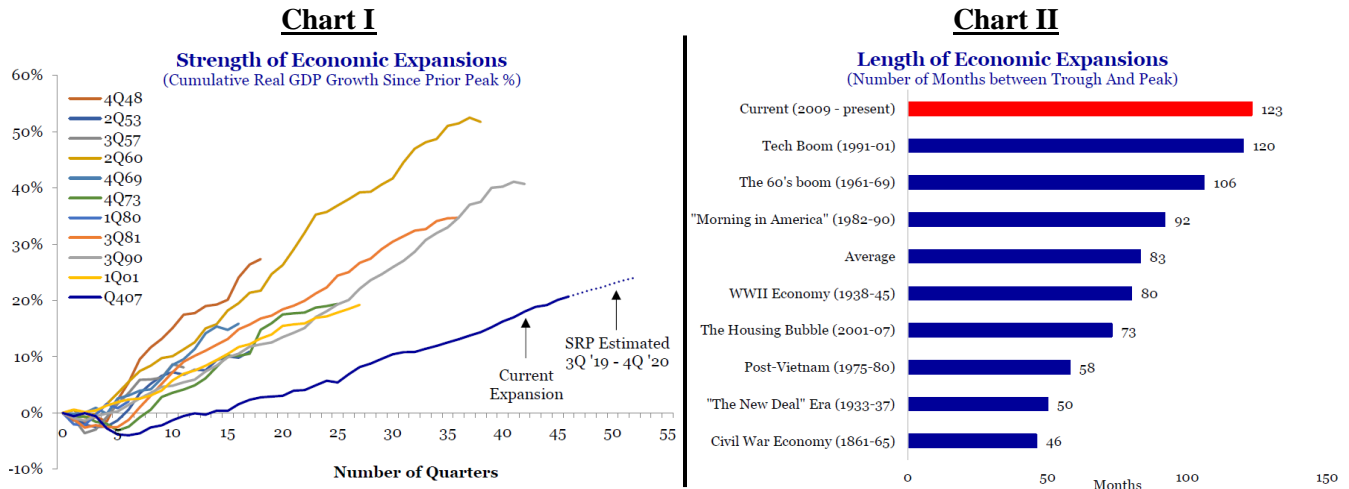 Chart I
Strength of Economic Expansions
(Cumulative Real GDP Growth Since Prior Peak %)
60%
50%
40%
30%
20%
10%
0%
-10%
4Q48
2Q53
3Q57
2Q60
4Q69
4Q73
1Q80
3Q81
3Q90
1Q01
Q407
SRP Estimated
3Q '19 - 4Q '20
Current
Expansion
0 5 10 15 20 25 30 35 40 45 50 55
Number of Quarters
Chart II
Length of Economic Expansions
(Number of Months between Trough And Peak)
Current (2009 - present) 123
Tech Boom (1991-01) 120
The 60's boom (1961-69) 106
"Morning in America" (1982-90) 92
Average 83
WWII Economy (1938-45) 80
The Housing Bubble (2001-07) 73
Post-Vietnam (1975-80) 58
"The New Deal" Era (1933-37) 50
Civil War Economy (1861-65) 46
0 50 100 150
Months